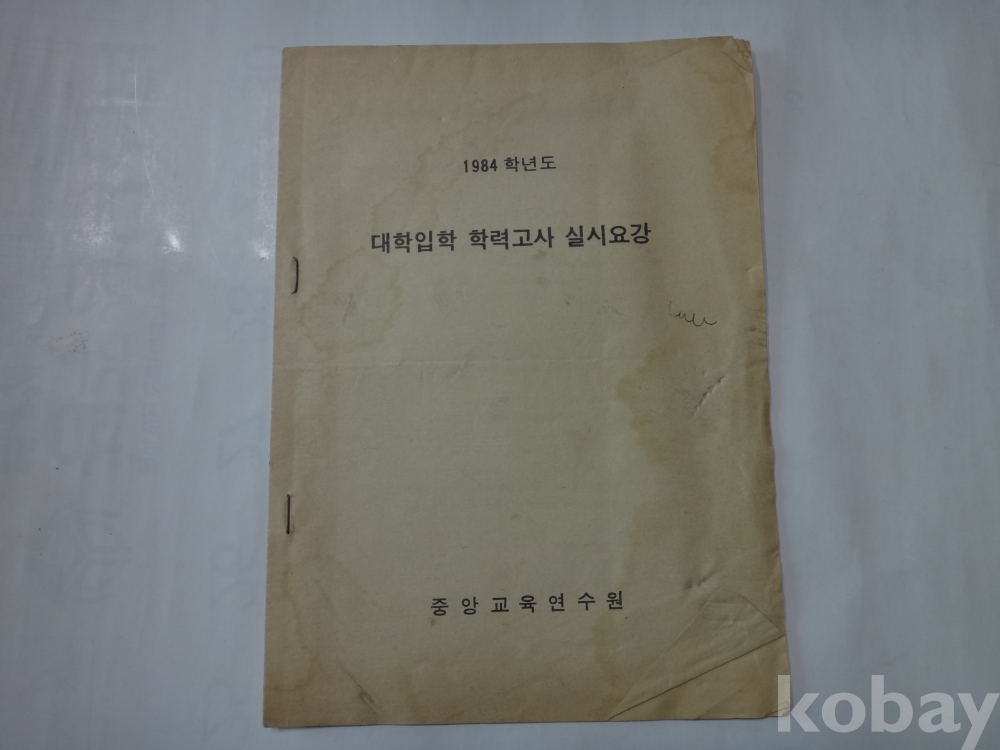 1984 학년도
대학입학 학력고사 실시요강
중앙교육연수원
kobay